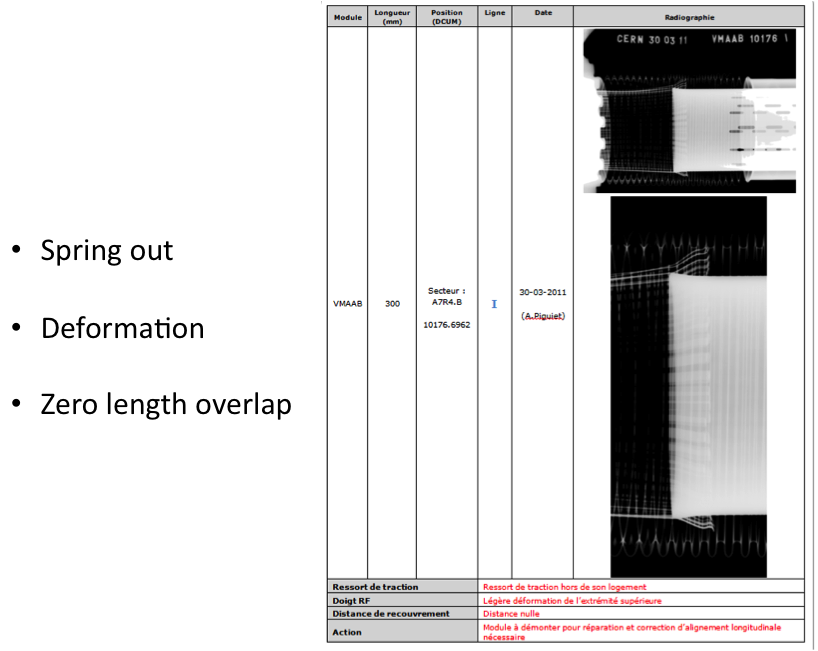 • Spring out
• Deformation
• Zero length overlap
Module
Longueur
(mm)
Position
(DCUM)
Ligne
Date
Radiographie
VMAAB
300
Secteur :
A7R4.B
10176.6962
I
30-03-2011
(A.Piguiet)
CERN 30 03 11 VMAAB 10176 I
Ressort de traction
Ressort de traction hors de son logement
Doigt RF
Légère déformation de l'extrémité supérieure
Distance de recouvrement
Distance nulle
Action
Module à démonter pour réparation et correction d'alignement longitudinale
nécessaire